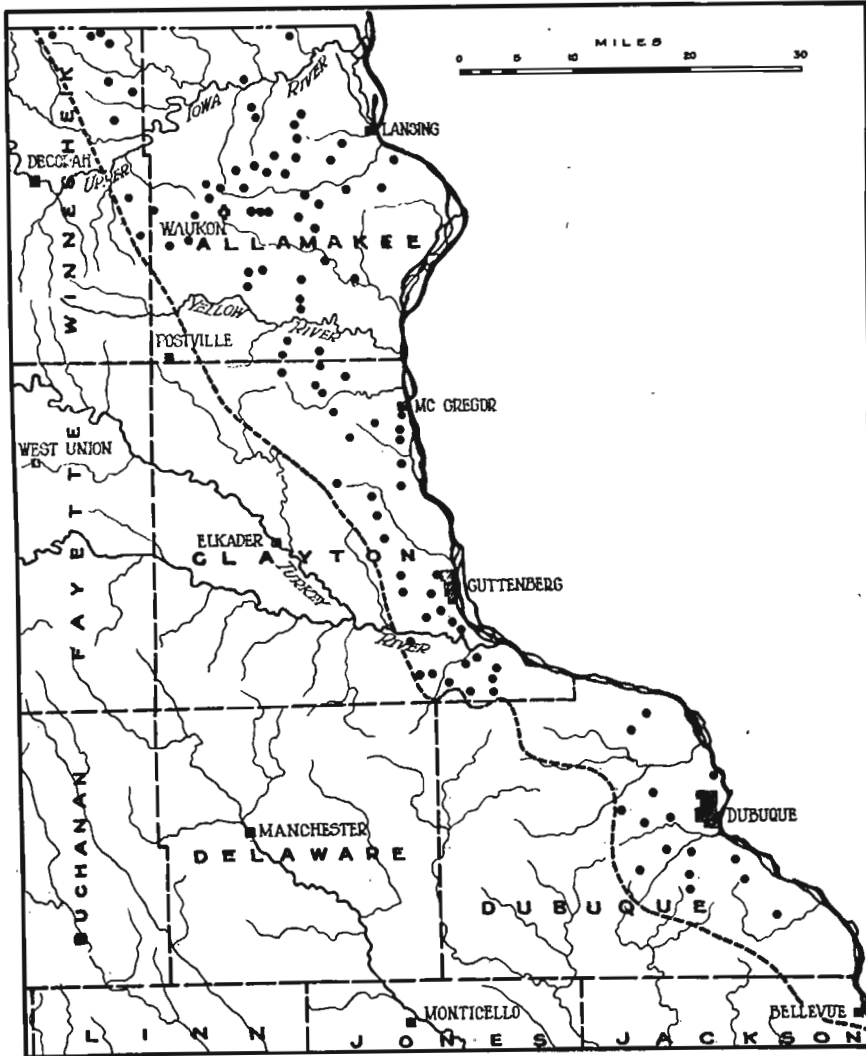 MILES
0 5 10 20 30
IOWA RIVER
LANSING
DECORAH
UPPER
WINNESHEIK
WAUKON
ALLAMAKEE
YELLOW RIVER
POSTVILLE
MC GREGOR
WEST UNION
FAYETTE
ELKADER
CLAYTON
TURKEY
GUTTENBERG
RIVER
BUCHANAN
DUBUQUE
MANCHESTER
DELAWARE
DUBUQUE
MONTICELLO
BELLEVUE
LINN JONES JACKSON